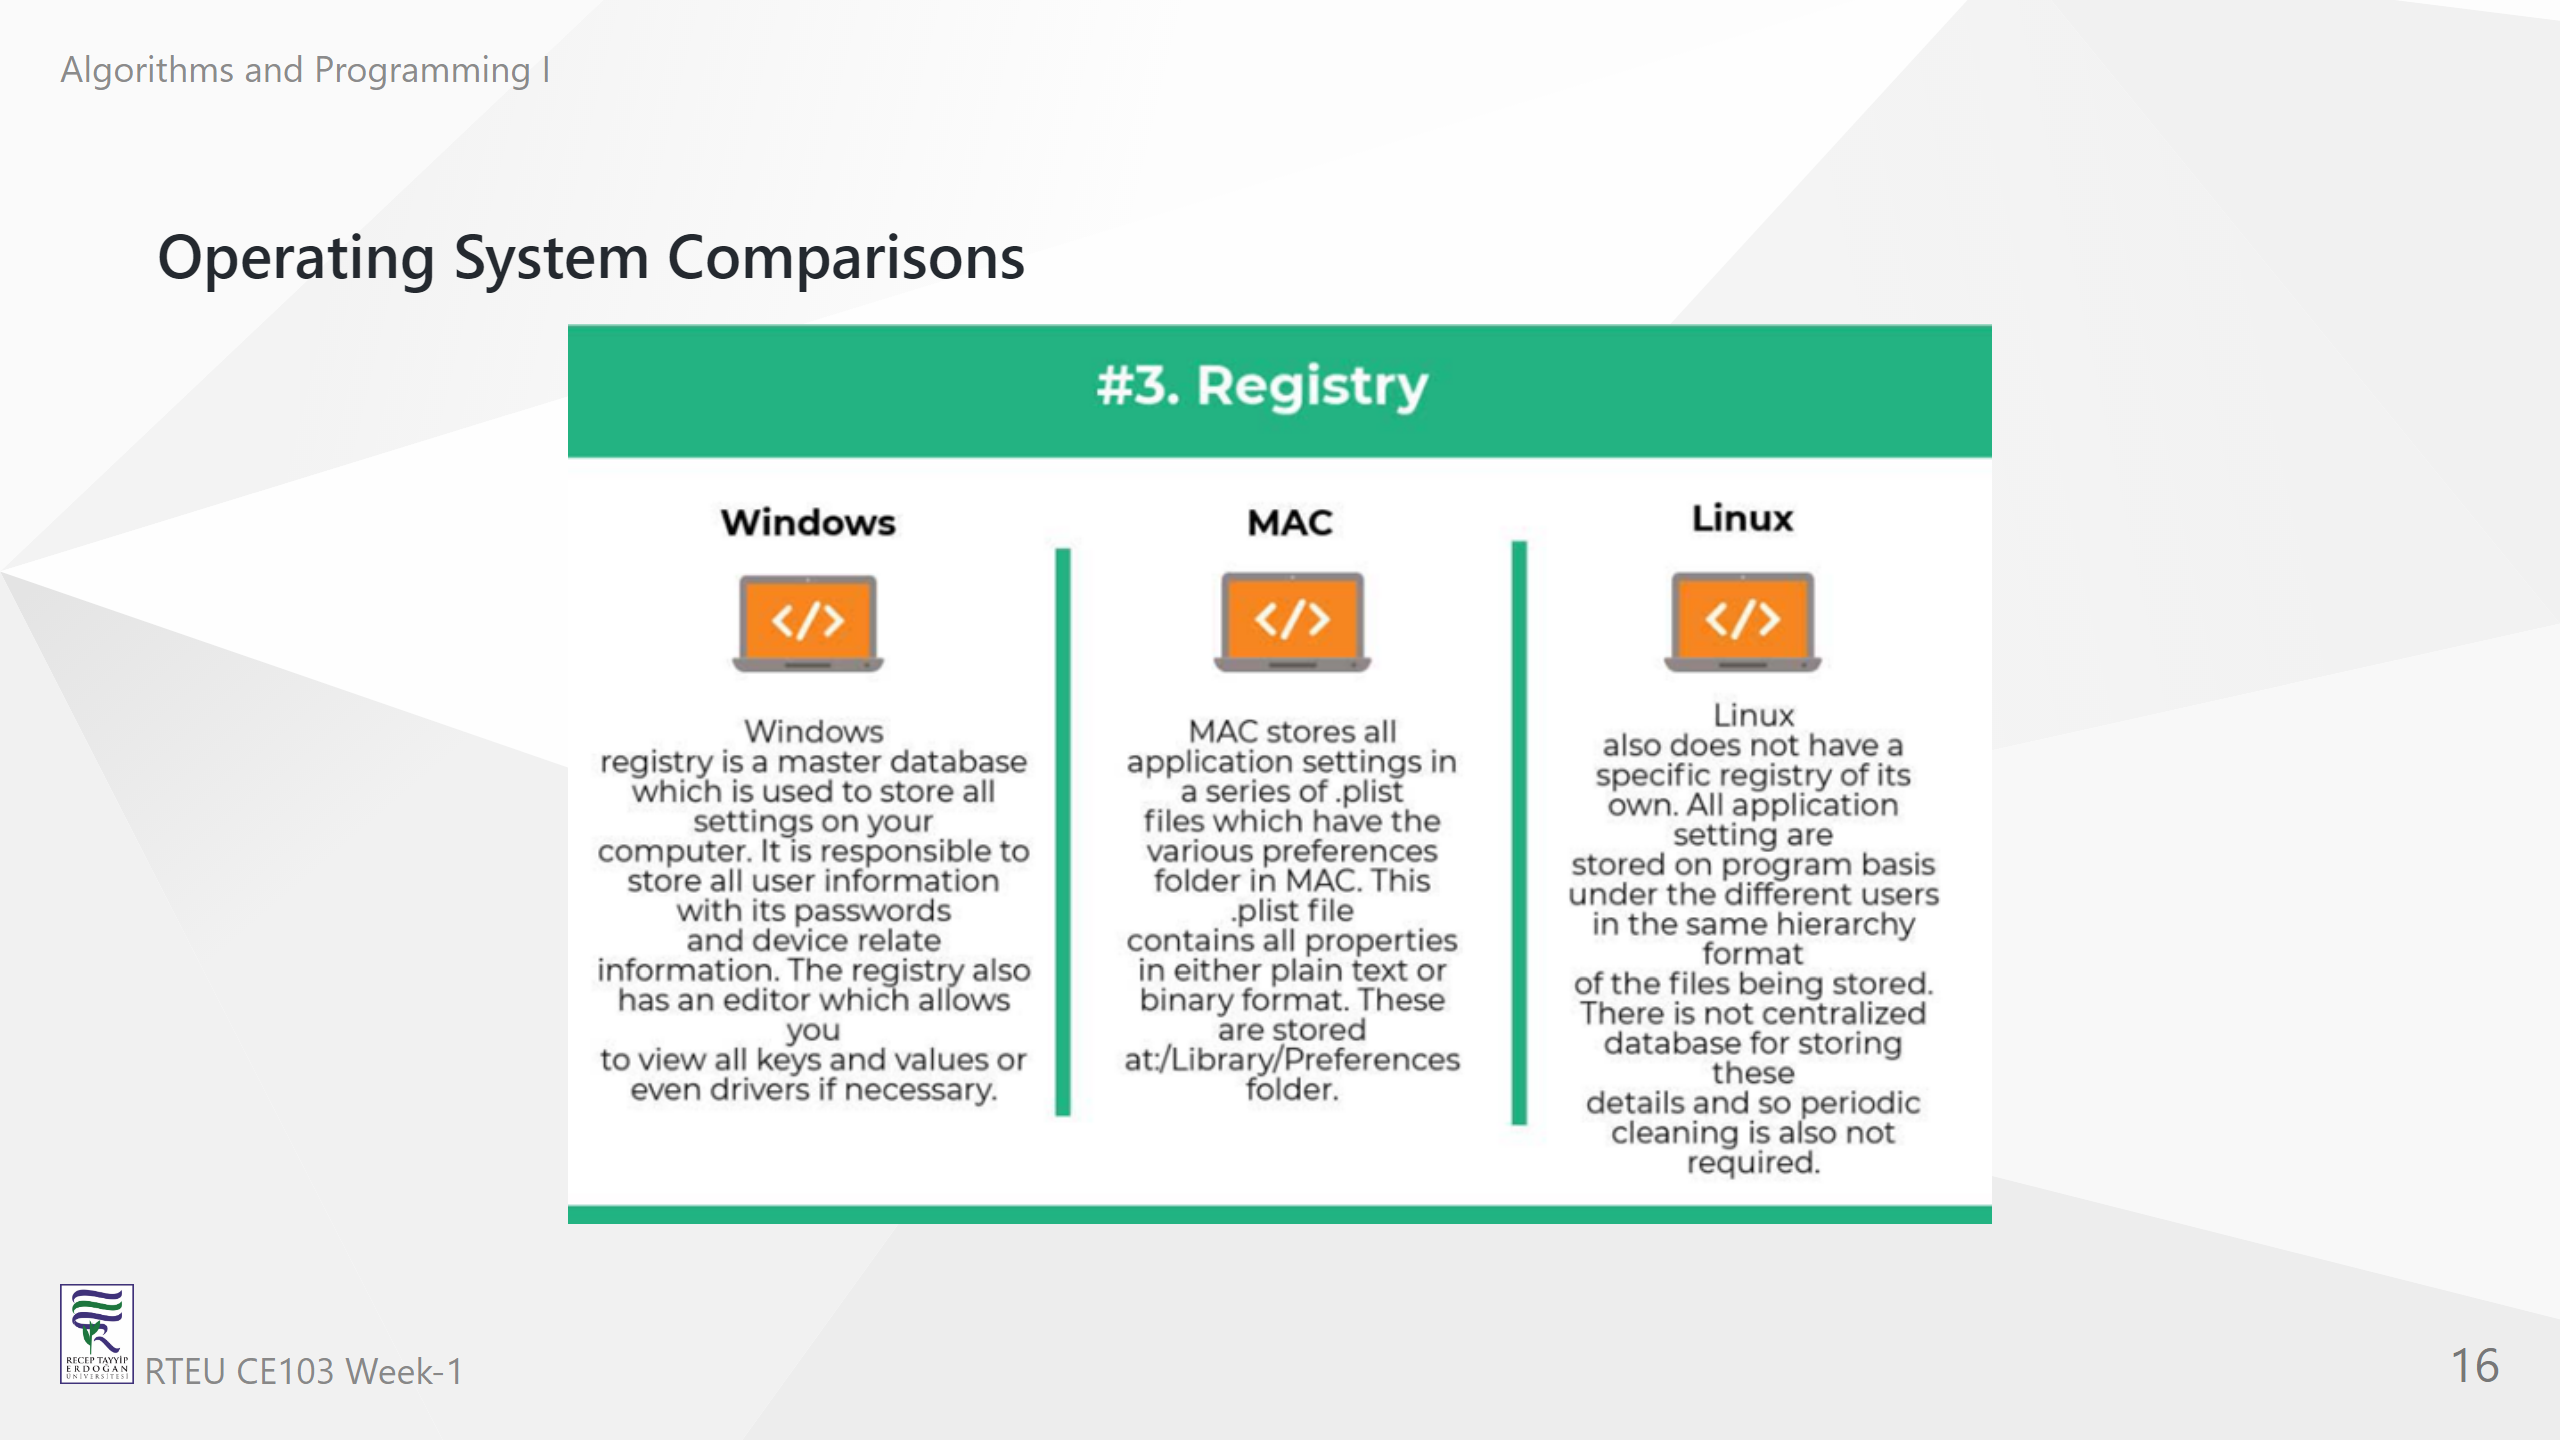 Algorithms and Programming I
Operating System Comparisons
#3. Registry
Windows
</>
Windows
registry is a master database
which is used to store all
settings on your
computer. It is responsible to
store all user information
with its passwords
and device relate
information. The registry also
has an editor which allows
you
to view all keys and values or
even drivers if necessary.
MAC
</>
MAC stores all
application settings in
a series of .plist
files which have the
various preferences
folder in MAC. This
.plist file
contains all properties
in either plain text or
binary format. These
are stored
at:/Library/Preferences
folder.
Linux
</>
Linux
also does not have a
specific registry of its
own. All application
setting are
stored on program basis
under the different users
in the same hierarchy
format
of the files being stored.
There is not centralized
database for storing
these
details and so periodic
cleaning is also not
required.
RECEP TAYYİP
ERDOĞAN
ÜNİVERSİTESİ
RTEU CE103 Week-1
16